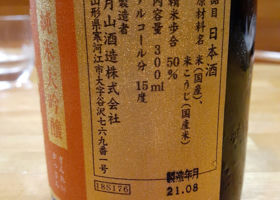 品目 日本酒
原材料名 米(国産)、
米こうじ(国産米)
精米歩合 50%
内容量 300ml
アルコール分 15度
製造者
月山酒造株式会社
山形県寒河江市大字谷沢七六九番一号
製造年月
21.08
純米大吟醸
188176